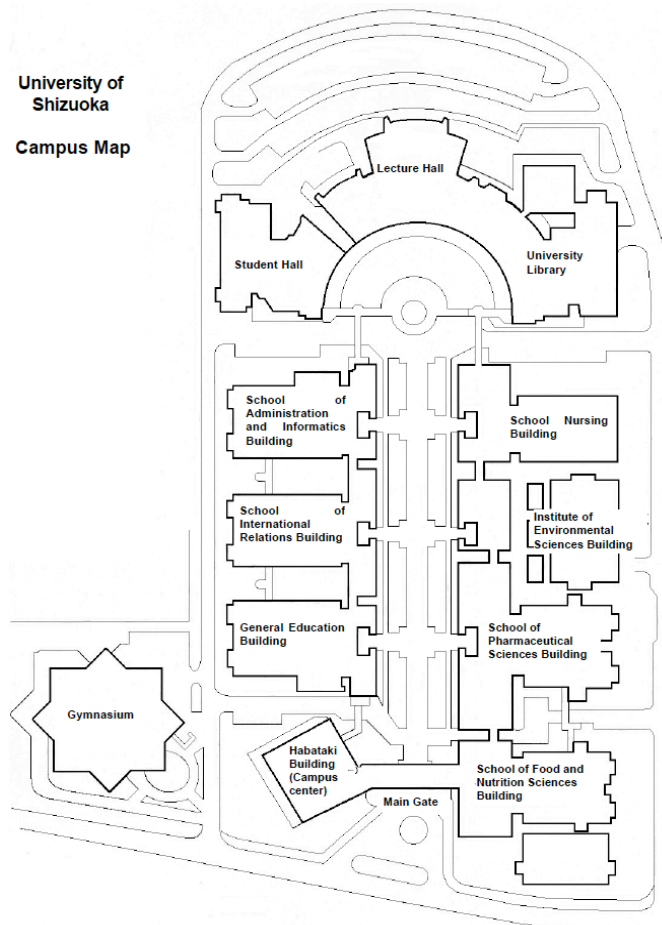 University of
Shizuoka
Campus Map
Lecture Hall
Student Hall
University
Library
School of
Administration
and Informatics
Building
School Nursing
Building
School of
International
Relations Building
Institute of
Environmental
Sciences Building
General Education
Building
School of
Pharmaceutical
Sciences Building
Gymnasium
Habataki
Building
(Campus
center)
School of Food and
Nutrition Sciences
Building
Main Gate